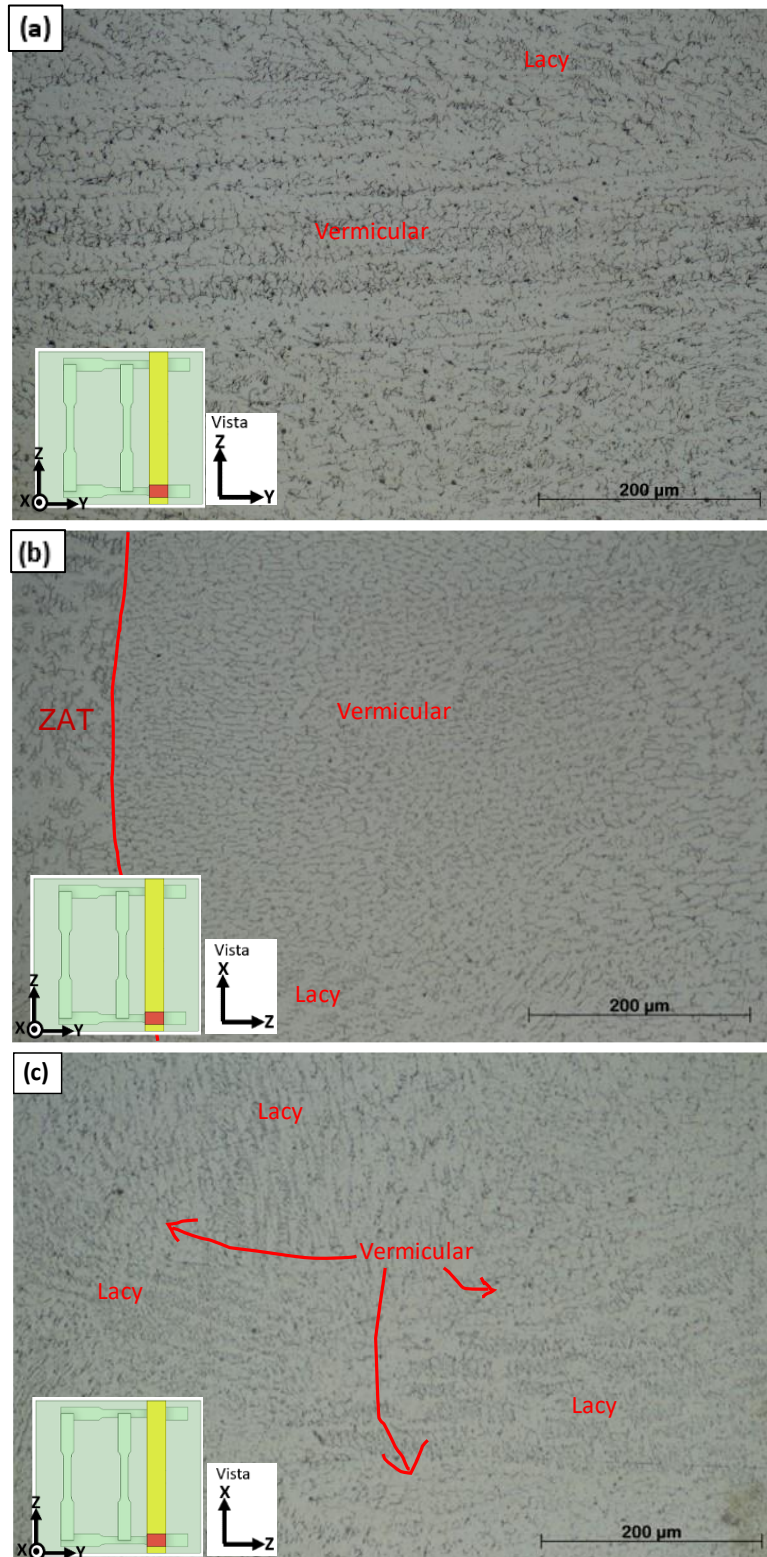 (a)
Lacy
Vermicular
Z
X Y
Vista
Z
Y
200 µm
(b)
ZAT
Vermicular
Lacy
Z
X Y
Vista
X
Z
200 µm
(c)
Lacy
Vermicular
Lacy
Lacy
Z
X Y
Vista
X
Z
200 µm